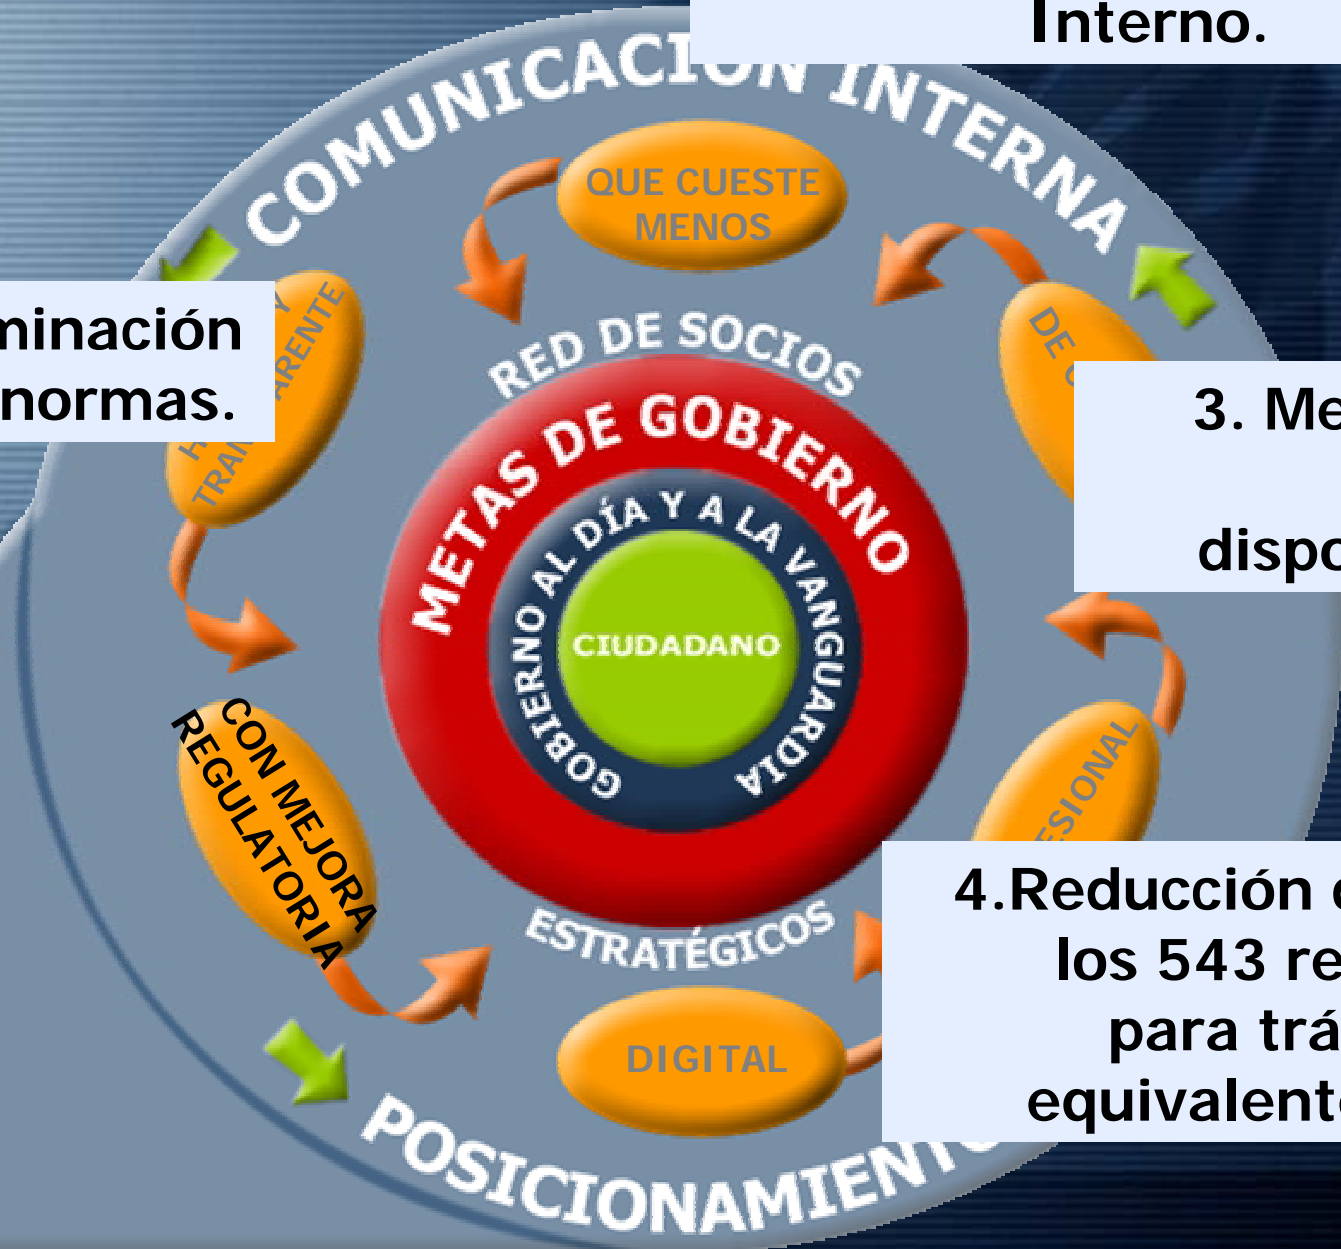 Interno.
COMUNICACIÓN INTERNA
QUE CUESTE
MENOS
Y
minación
normas.
DE
RED DE SOCIOS
3. Me
METAS DE GOBIERNO
dispo
GOBIERNO AL DÍA Y A LA VANGUARDIA
CIUDADANO
CON MEJORA
REGULATORIA
4.Reducción
los 543 re
para trá
equivalent
ESTRATÉGICOS
DIGITAL
POSICIONAMIENTO